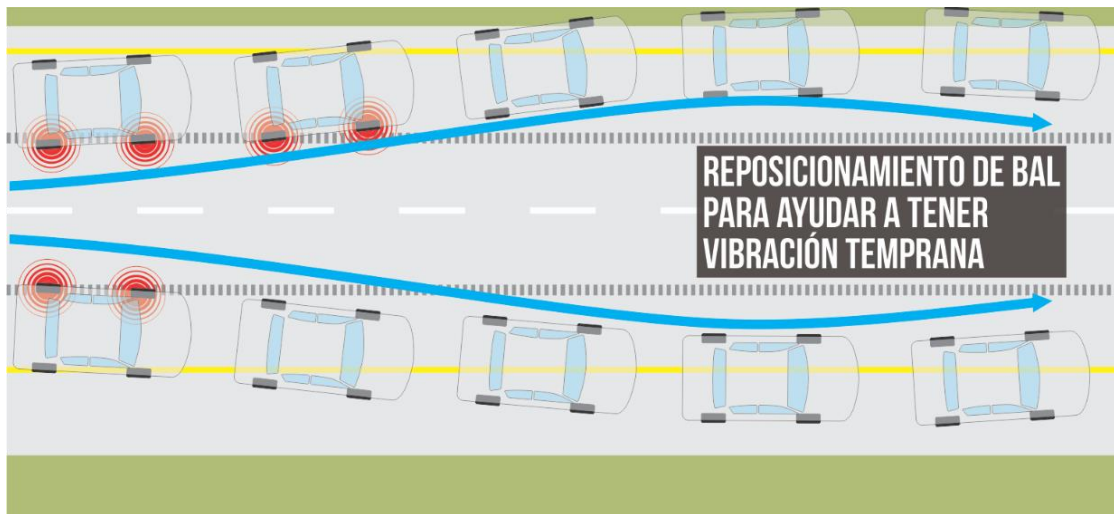 REPOSICIONAMIENTO DE BAL
PARA AYUDAR A TENER
VIBRACIÓN TEMPRANA